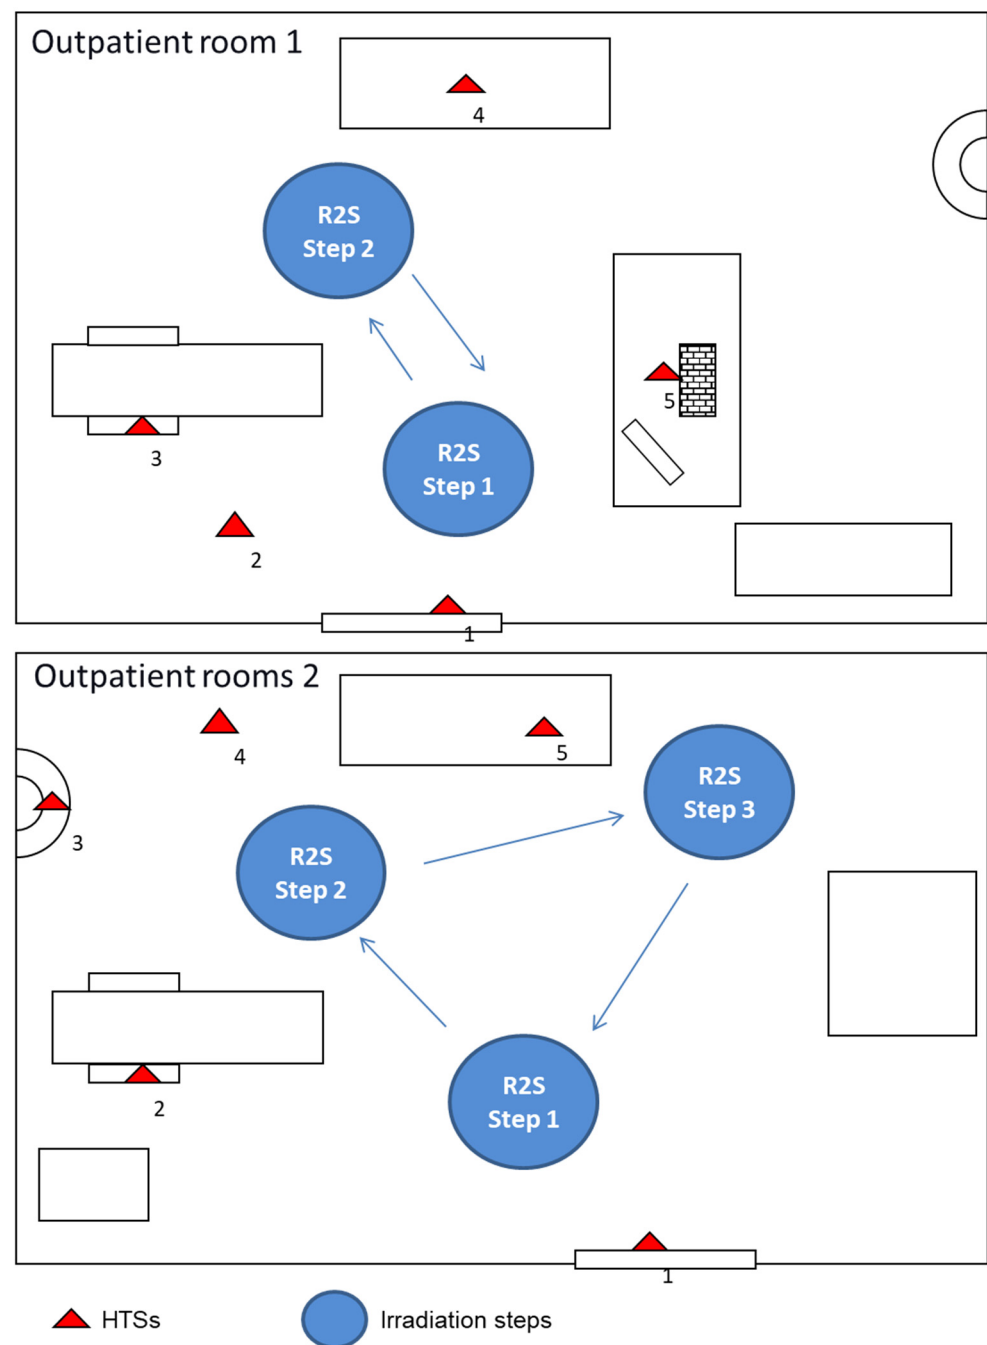 Outpatient room 1
4
R2S
Step 2
5
3
R2S
Step 1
2
1
Outpatient rooms 2
4
5
R2S
Step 3
3
R2S
Step 2
2
R2S
Step 1
1
HTSs
Irradiation steps